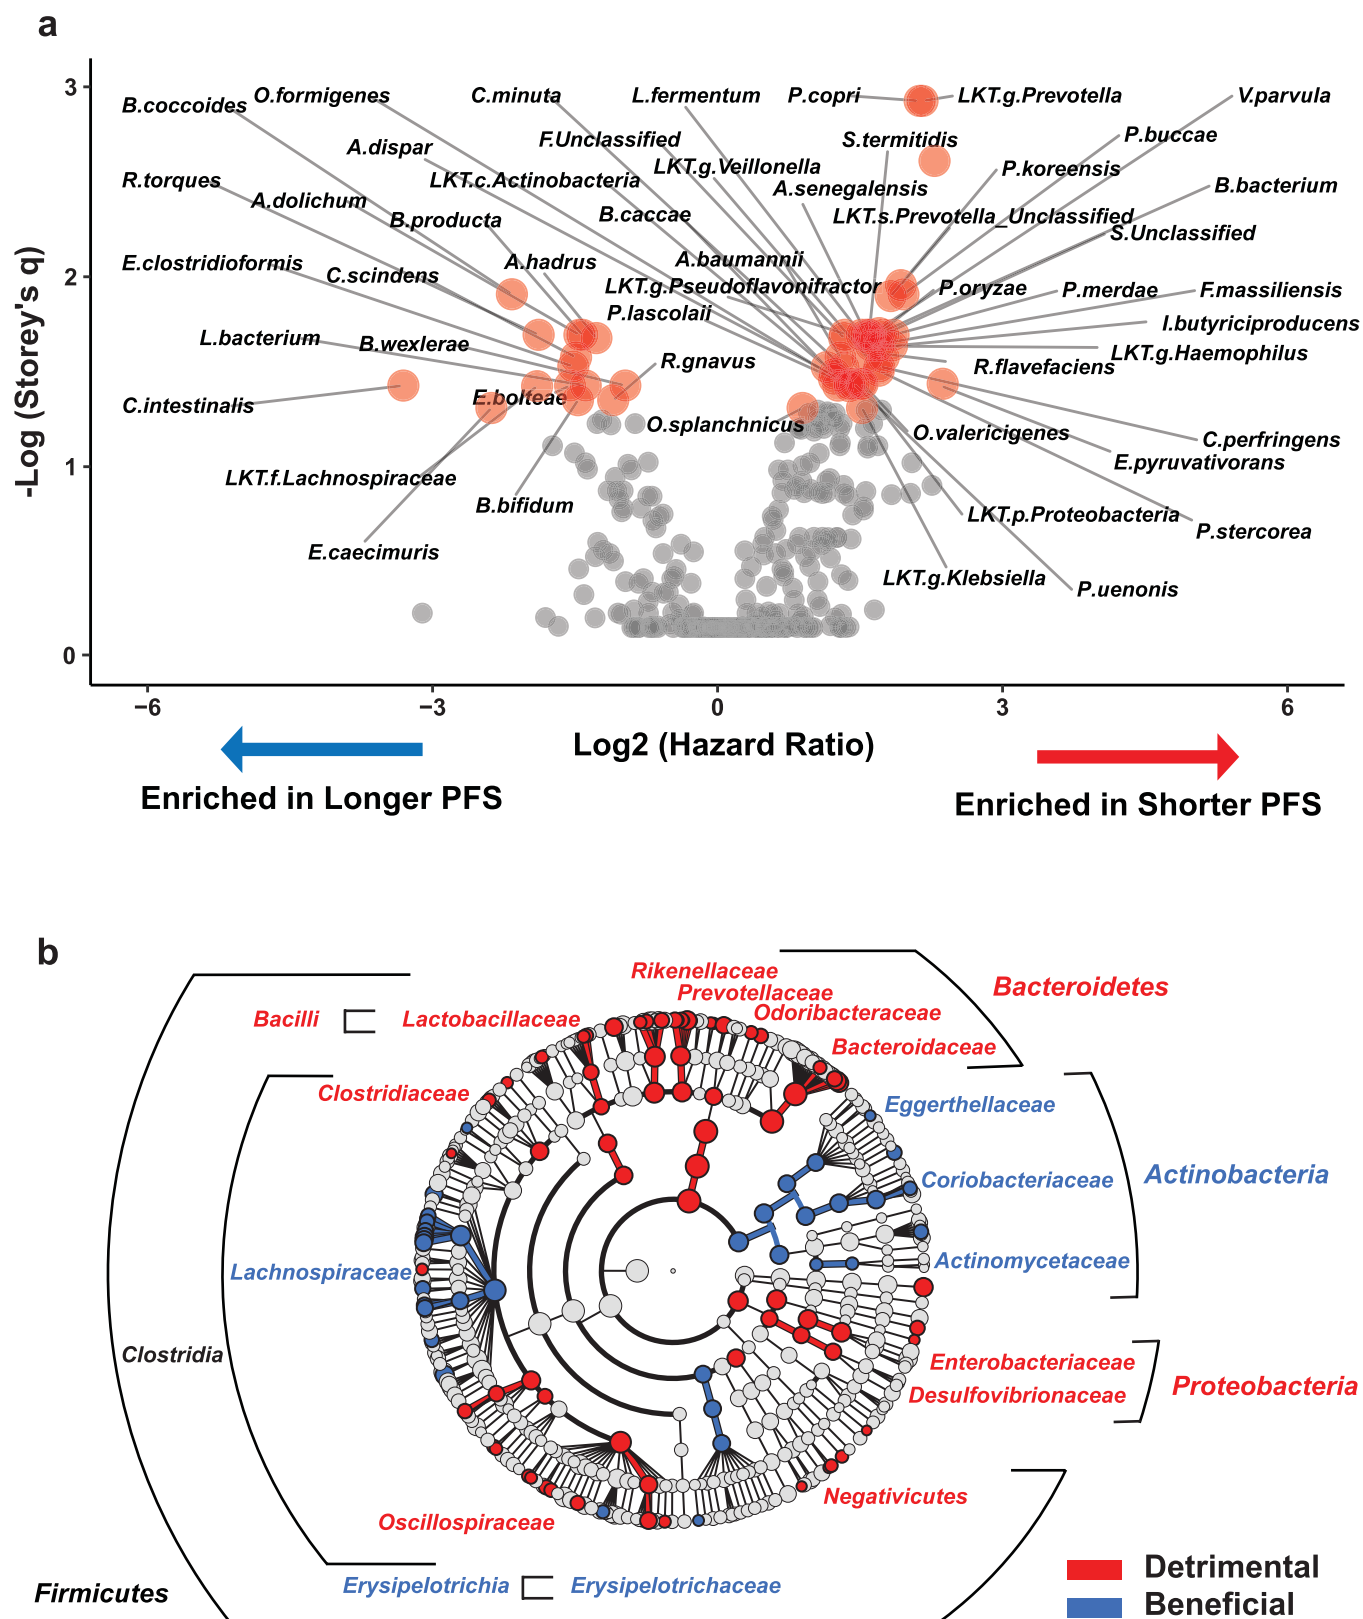 a
3
2
1
0
-Log (Storey's q)
B.coccoides
O.formigenes
C.minuta
L.fermentum
P.copri
LKT.g.Prevotella
V.parvula
A.dispar
F.Unclassified
S.termitidis
P.buccae
R.torques
LKT.c.Actinobacteria
LKT.g.Veillonella
A.senegalensis
P.koreensis
B.bacterium
A.dolichum
B.producta
B.caccae
LKT.s.Prevotella_Unclassified
S.Unclassified
E.clostridioformis
C.scindens
A.hadrus
A.baumannii
LKT.g.Pseudoflavonifractor
P.oryzae
P.merdae
F.massiliensis
P.lascolaii
I.butyriciproducens
L.bacterium
B.wexlerae
R.gnavus
R.flavefaciens
LKT.g.Haemophilus
C.intestinalis
E.bolteae
O.splanchnicus
O.valericigenes
C.perfringens
E.pyruvativorans
LKT.f.Lachnospiraceae
B.bifidum
LKT.p.Proteobacteria
P.stercorea
E.caecimuris
LKT.g.Klebsiella
P.uenonis
−6
−3
0
3
6
Log2 (Hazard Ratio)
Enriched in Longer PFS
Enriched in Shorter PFS
b
Rikenellaceae
Prevotellaceae
Odoribacteraceae
Bacteroidaceae
Bacteroidetes
Bacilli
Lactobacillaceae
Clostridiaceae
Eggerthellaceae
Coriobacteriaceae
Actinobacteria
Actinomycetaceae
Lachnospiraceae
Clostridia
Enterobacteriaceae
Desulfovibrionaceae
Proteobacteria
Negativicutes
Oscillospiraceae
Erysipelotrichia
Erysipelotrichaceae
Firmicutes
Detrimental
Beneficial